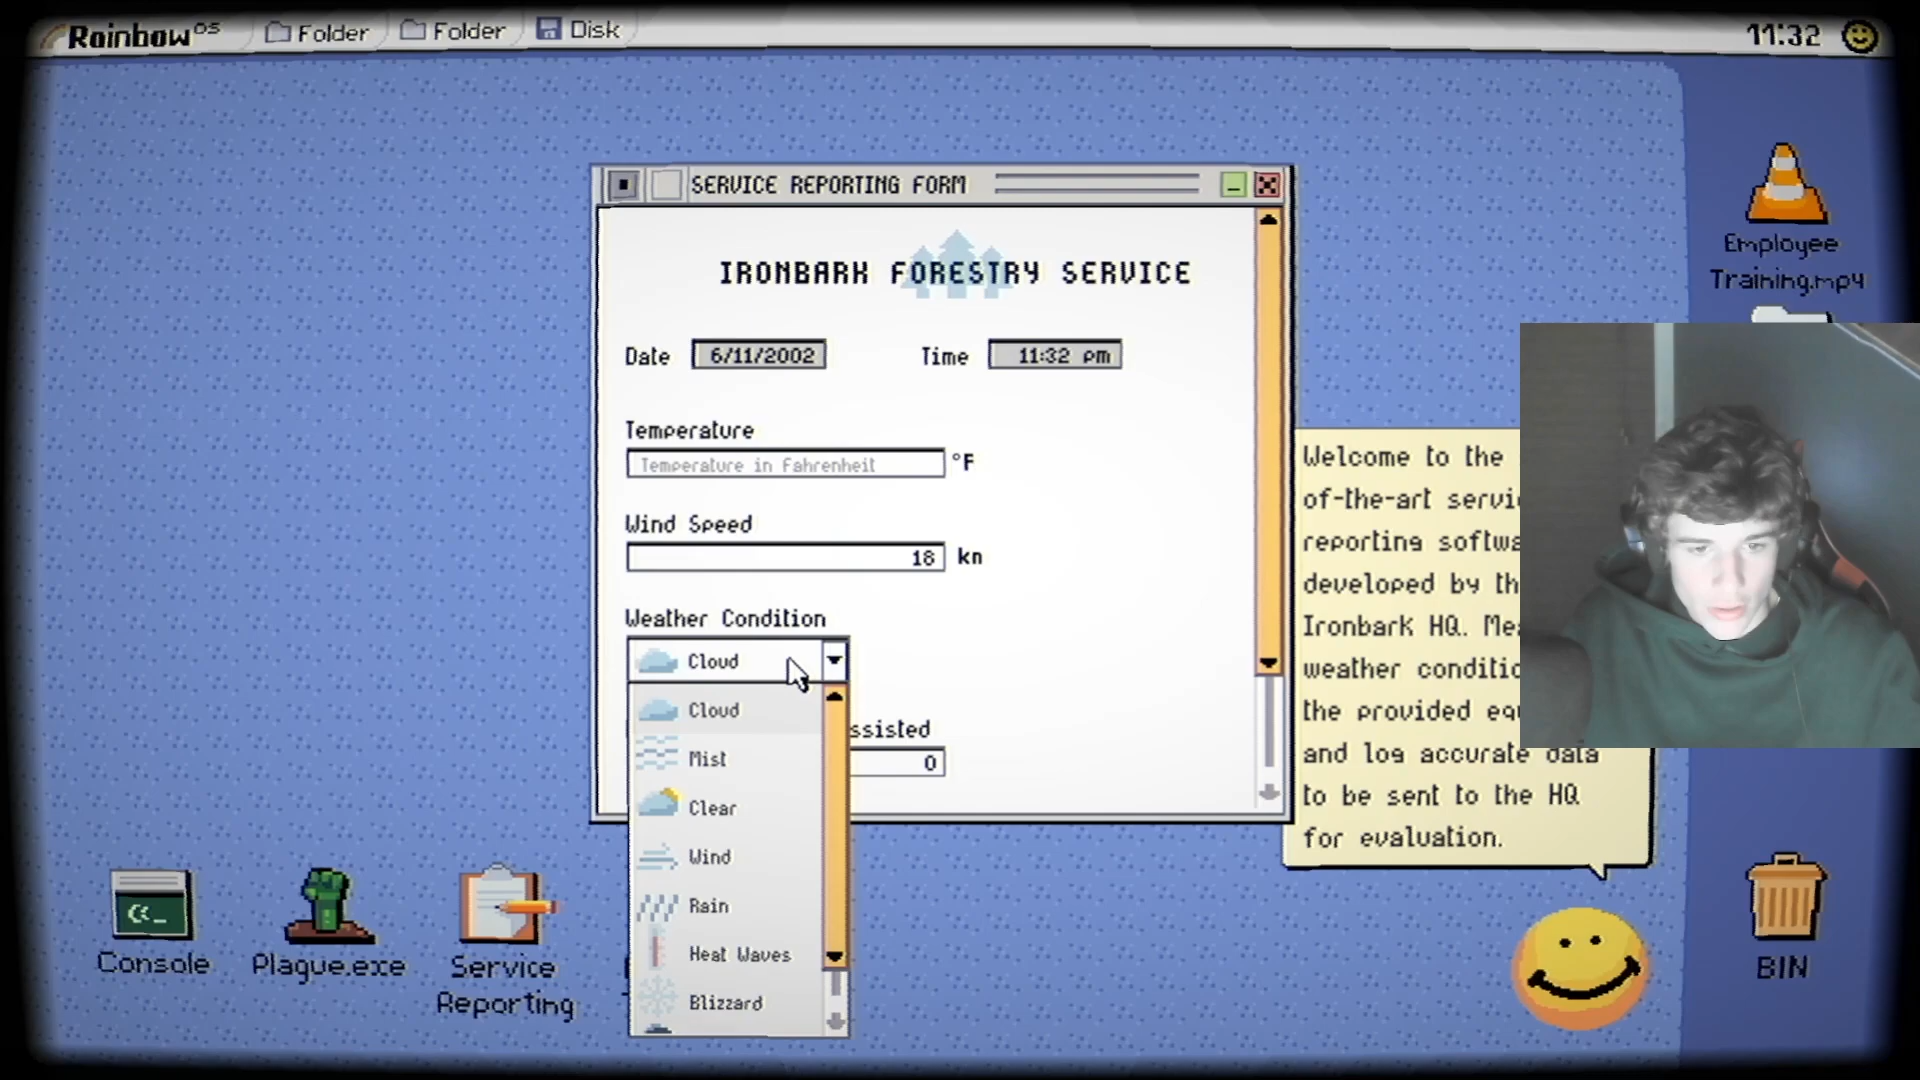 Rainbow OS
Folder
Folder
Disk
11:32
SERVICE REPORTING FORM
IRONBARK FORESTRY SERVICE
Date 6/11/2002
Time 11:32 pm
Temperature
Temperature in Fahrenheit °F
Wind Speed
18 kn
Weather Condition
Cloud
Cloud
Mist
Clear
Wind
Rain
Heat Waves
Blizzard
ssisted
0
Welcome to the
of-the-art servi
reporting softwa
developed by th
Ironbark HQ. Me
weather conditio
the provided eq
and log accurate data
to be sent to the HQ
for evaluation.
Employee
Training.mp4
Console
Plague.exe
Service
Reporting
BIN